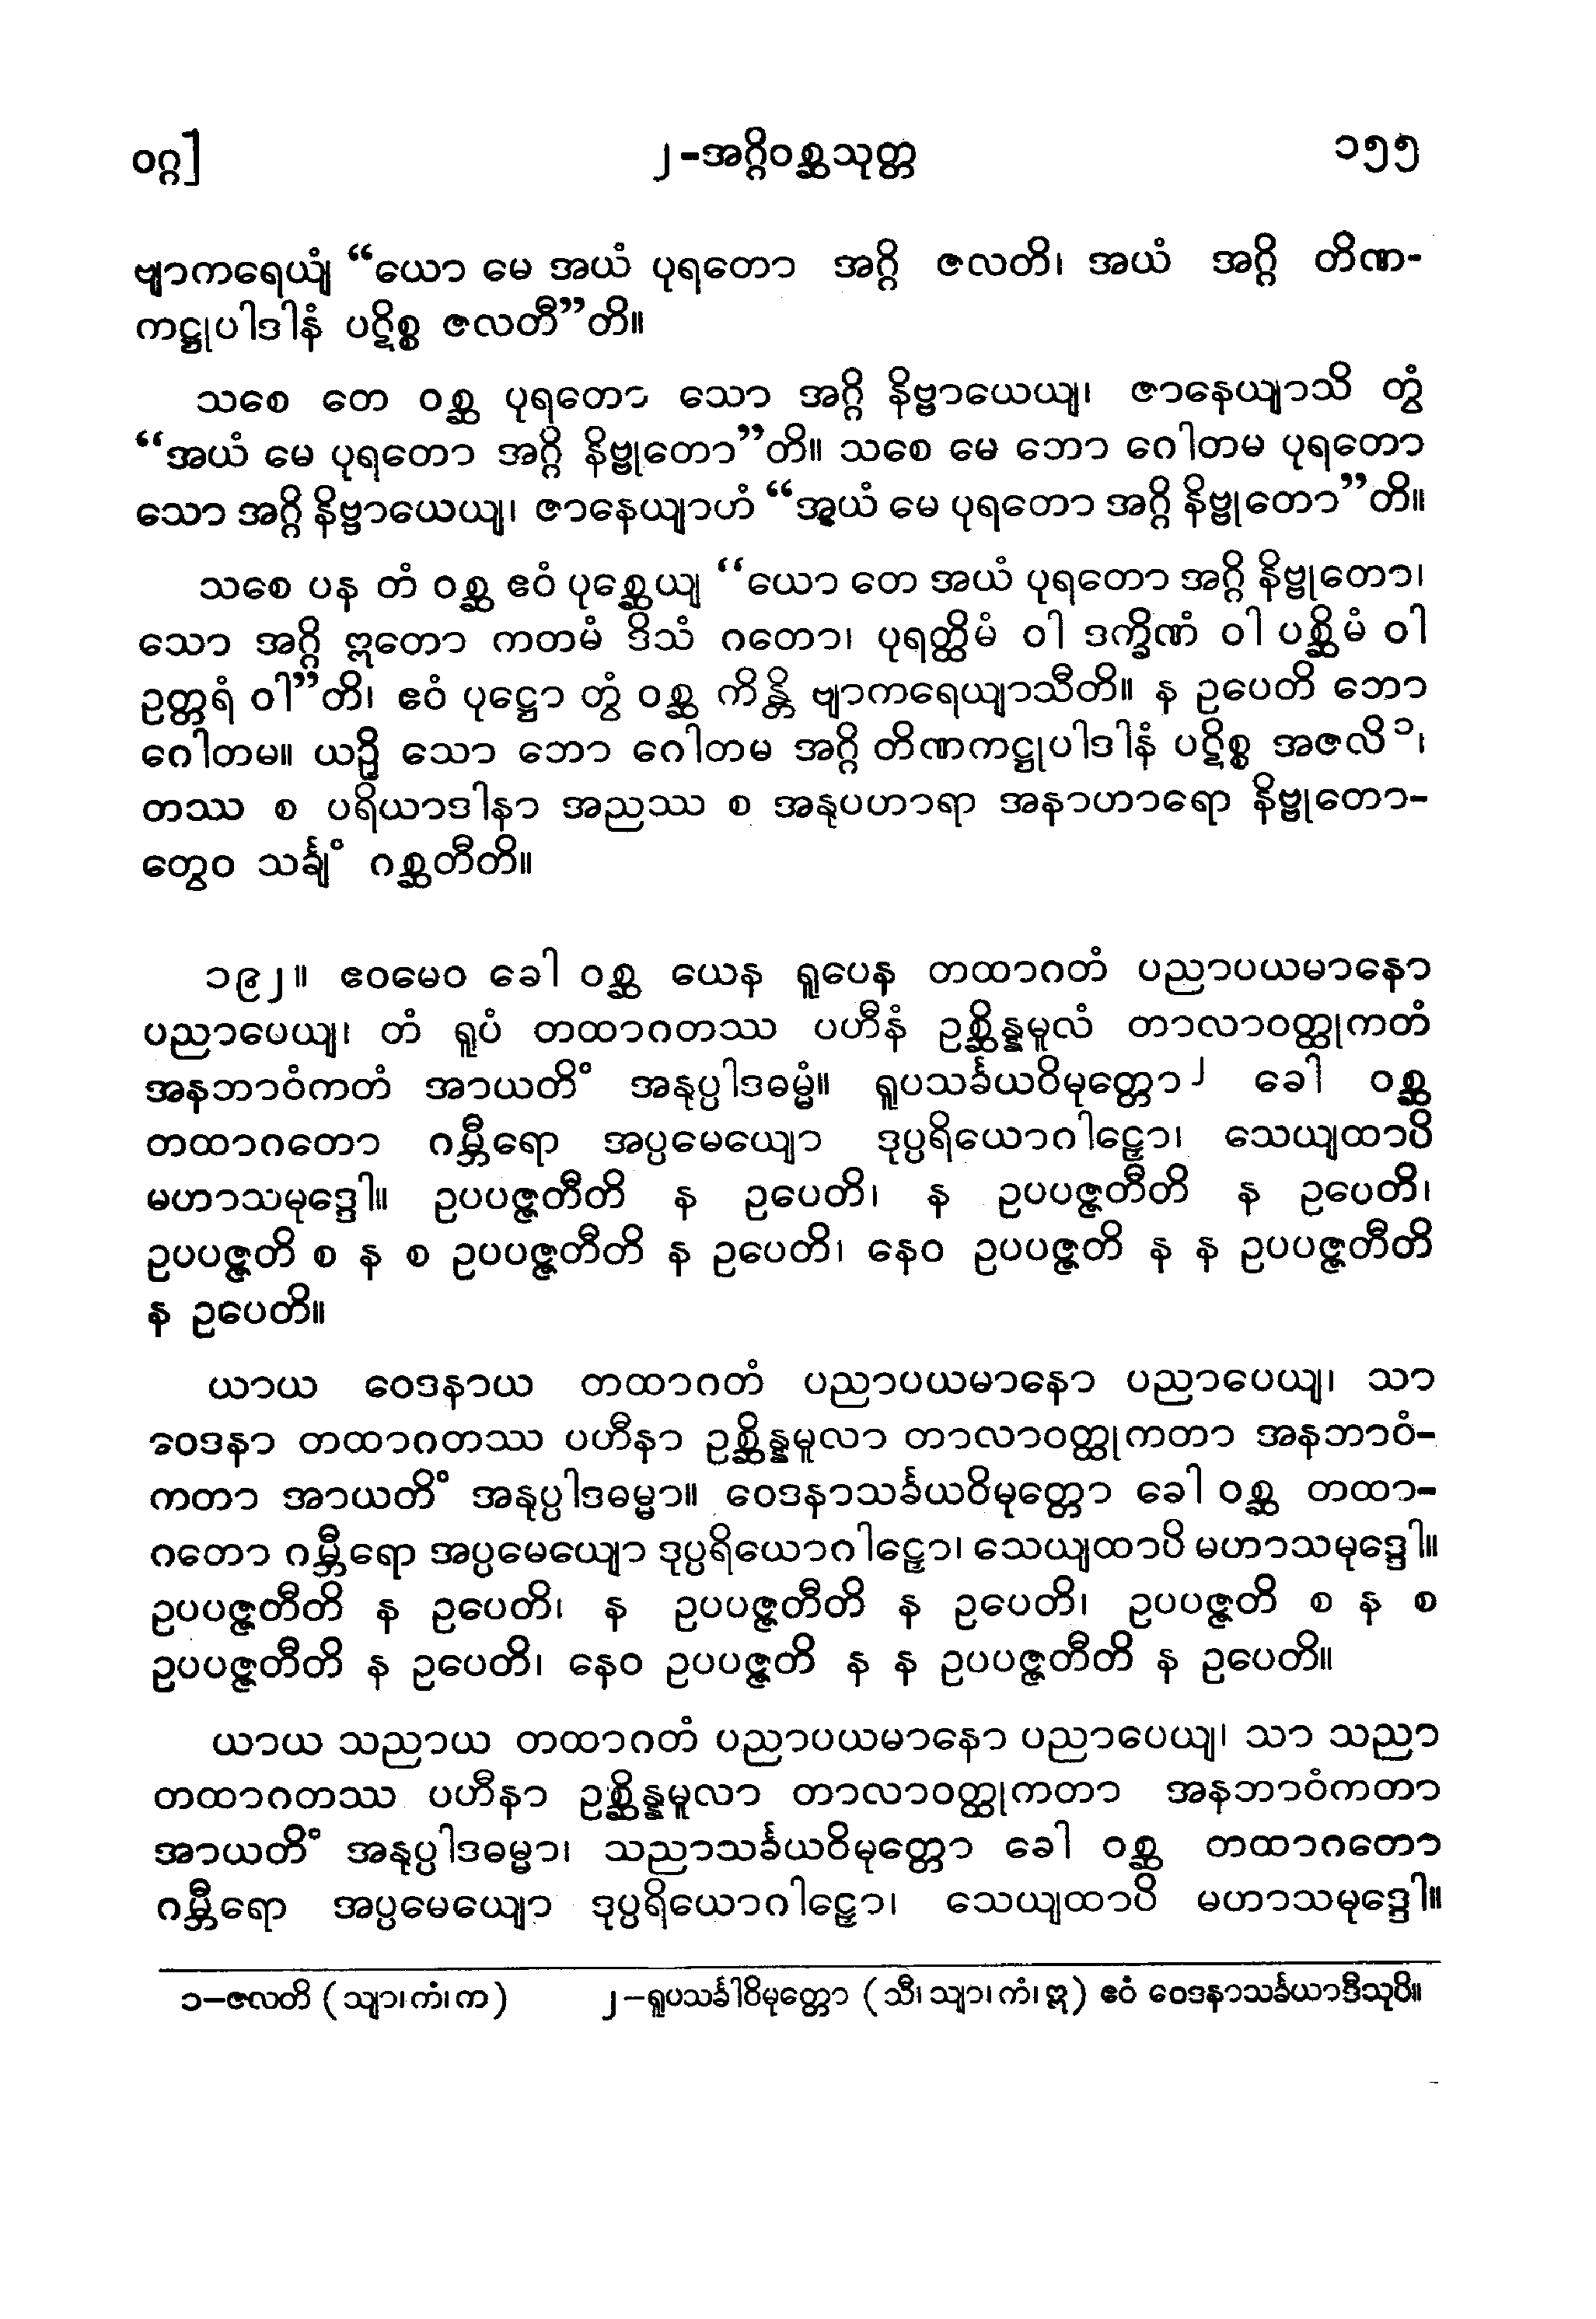 ဝဂ္ဂ] ၂-အဂ္ဂိဝစ္ဆသုတ္တ ၁၅၅
ဗျာကရေယျံ “ယော မေ အယံ ပုရတော အဂ္ဂိ ဇလတိ၊ အယံ အဂ္ဂိ တိဏ-
ကဋ္ဌုပါဒါနံ ပဋိစ္စ ဇလတီ”တိ။
သစေ တေ ဝစ္ဆ ပုရတော သော အဂ္ဂိ နိဗ္ဗာယေယျ၊ ဇာနေယျာသိ တွံ
“အယံ မေ ပုရတော အဂ္ဂိ နိဗ္ဗုတော”တိ။ သစေ မေ ဘော ဂေါတမ ပုရတော
သော အဂ္ဂိ နိဗ္ဗာယေယျ၊ ဇာနေယျာဟံ “အယံ မေ ပုရတော အဂ္ဂိ နိဗ္ဗုတော”တိ။
သစေ ပန တံ ဝစ္ဆ ဧဝံ ပုစ္ဆေယျ “ယော တေ အယံ ပုရတော အဂ္ဂိ နိဗ္ဗုတော၊
သော အဂ္ဂိ ဣတော ကတမံ ဒိသံ ဂတော၊ ပုရတ္ထိမံ ဝါ ဒက္ခိဏံ ဝါ ပစ္ဆိမံ ဝါ
ဥတ္တရံ ဝါ”တိ၊ ဧဝံ ပုဋ္ဌော တွံ ဝစ္ဆ ကိန္တိ ဗျာကရေယျာသီတိ။ န ဥပေတိ ဘော
ဂေါတမ။ ယဉှိ သော ဘော ဂေါတမ အဂ္ဂိ တိဏကဋ္ဌုပါဒါနံ ပဋိစ္စ အဇလိ၁၊
တဿ စ ပရိယာဒါနာ အညဿ စ အနုပဟာရာ အနာဟာရော နိဗ္ဗုတော-
တွေဝ သင်္ချံ ဂစ္ဆတီတိ။
၁၉၂။ ဧဝမေဝ ခေါ ဝစ္ဆ ယေန ရူပေန တထာဂတံ ပညာပယမာနော
ပညာပေယျ၊ တံ ရူပံ တထာဂတဿ ပဟီနံ ဥစ္ဆိန္နမူလံ တာလာဝတ္ထုကတံ
အနဘာဝံကတံ အာယတိံ အနုပ္ပါဒဓမ္မံ။ ရူပသင်္ခယဝိမုတ္တော၂ ခေါ ဝစ္ဆ
တထာဂတော ဂမ္ဘီရော အပ္ပမေယျော ဒုပ္ပရိယောဂါဠှော၊ သေယျထာပိ
မဟာသမုဒ္ဒေါ။ ဥပပဇ္ဇတီတိ န ဥပေတိ၊ န ဥပပဇ္ဇတီတိ န ဥပေတိ၊
ဥပပဇ္ဇတိ စ န စ ဥပပဇ္ဇတီတိ န ဥပေတိ၊ နေဝ ဥပပဇ္ဇတိ န န ဥပပဇ္ဇတီတိ
န ဥပေတိ။
ယာယ ဝေဒနာယ တထာဂတံ ပညာပယမာနော ပညာပေယျ၊ သာ
ဝေဒနာ တထာဂတဿ ပဟီနာ ဥစ္ဆိန္နမူလာ တာလာဝတ္ထုကတာ အနဘာဝံ-
ကတာ အာယတိံ အနုပ္ပါဒဓမ္မာ။ ဝေဒနာသင်္ခယဝိမုတ္တော ခေါ ဝစ္ဆ တထာ-
ဂတော ဂမ္ဘီရော အပ္ပမေယျော ဒုပ္ပရိယောဂါဠှော၊ သေယျထာပိ မဟာသမုဒ္ဒေါ။
ဥပပဇ္ဇတီတိ န ဥပေတိ၊ န ဥပပဇ္ဇတီတိ န ဥပေတိ၊ ဥပပဇ္ဇတိ စ န စ
ဥပပဇ္ဇတီတိ န ဥပေတိ၊ နေဝ ဥပပဇ္ဇတိ န န ဥပပဇ္ဇတီတိ န ဥပေတိ။
ယာယ သညာယ တထာဂတံ ပညာပယမာနော ပညာပေယျ၊ သာ သညာ
တထာဂတဿ ပဟီနာ ဥစ္ဆိန္နမူလာ တာလာဝတ္ထုကတာ အနဘာဝံကတာ
အာယတိံ အနုပ္ပါဒဓမ္မာ၊ သညာသင်္ခယဝိမုတ္တော ခေါ ဝစ္ဆ တထာဂတော
ဂမ္ဘီရော အပ္ပမေယျော ဒုပ္ပရိယောဂါဠှော၊ သေယျထာပိ မဟာသမုဒ္ဒေါ။
၁-ဇလတိ (သျာ၊ ကံ၊ က) ၂-ရူပသင်္ခါဝိမုတ္တော (သီ၊ သျာ၊ ကံ၊ ဣ) ဧဝံ ဝေဒနာသင်္ခယာဒီသုပိ။